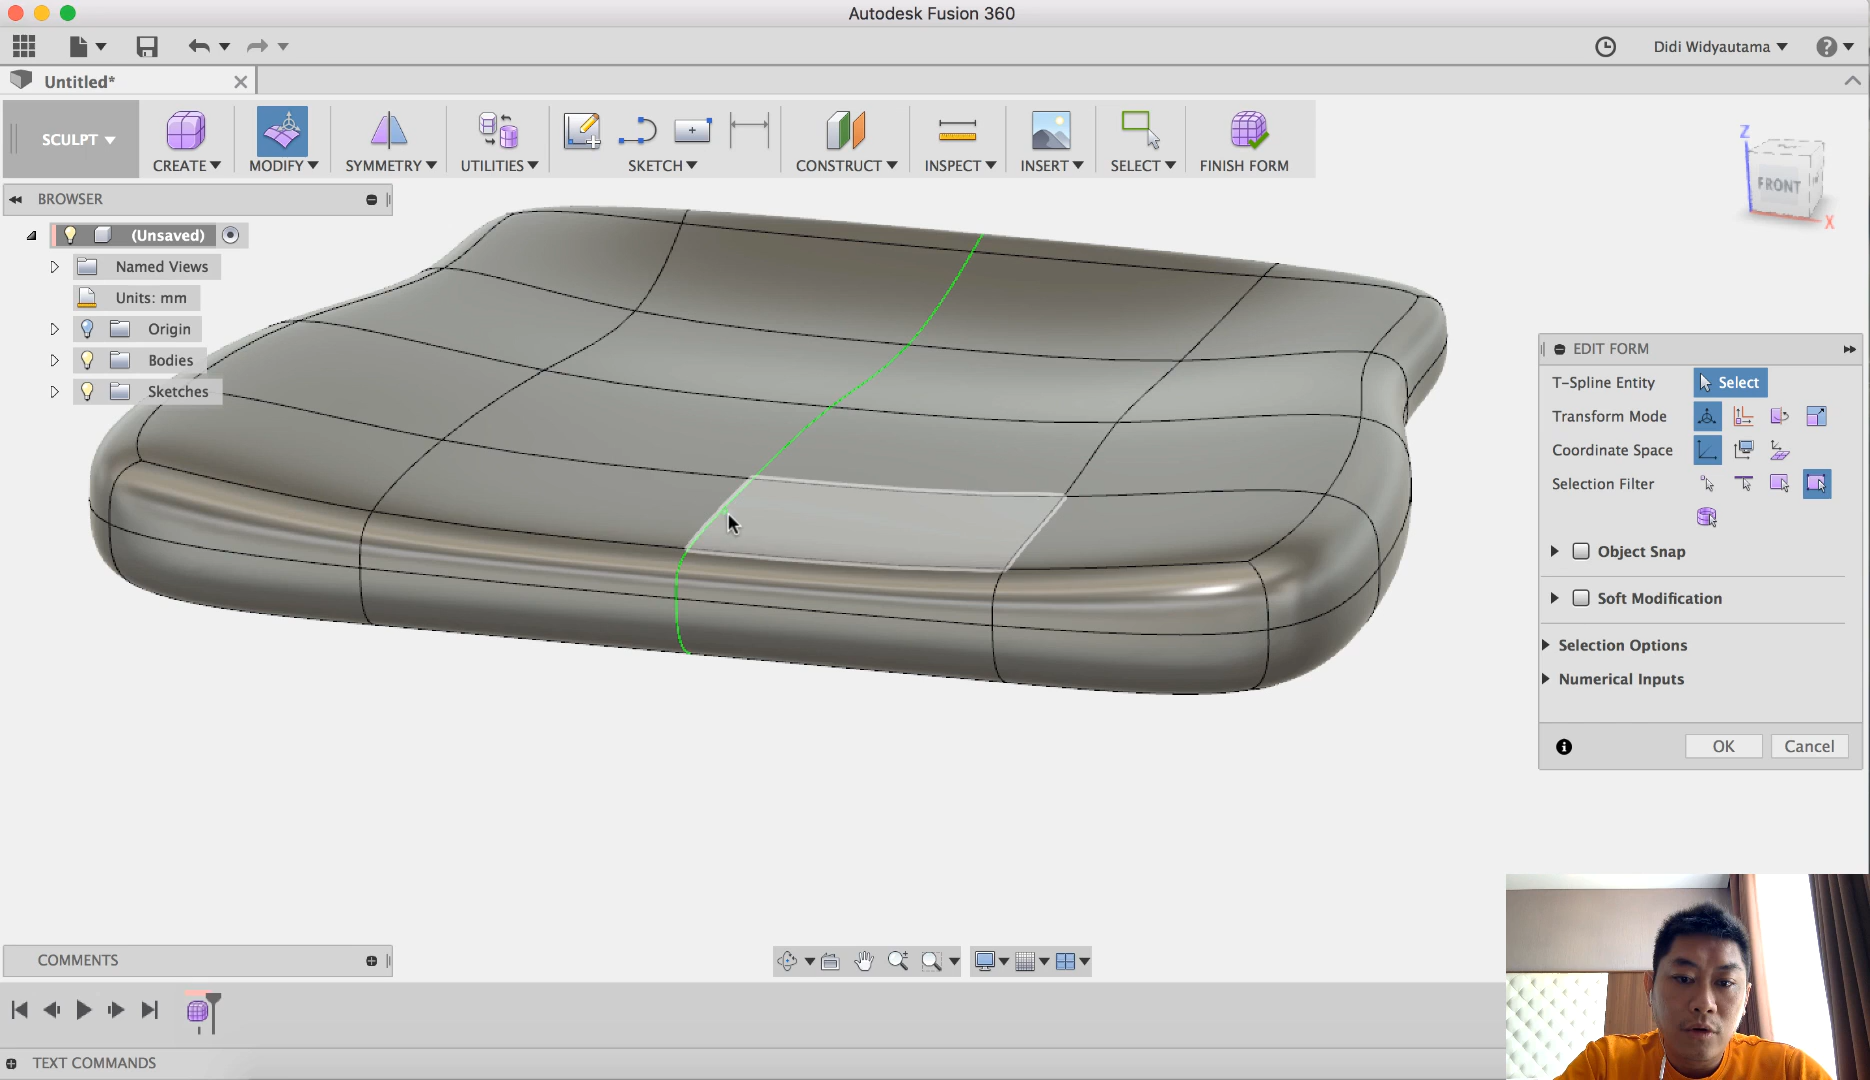 Autodesk Fusion 360
Didi Widyautama
Untitled*
SCULPT
CREATE
MODIFY
SYMMETRY
UTILITIES
SKETCH
CONSTRUCT
INSPECT
INSERT
SELECT
FINISH FORM
Z
FRONT
X
BROWSER
(Unsaved)
Named Views
Units: mm
Origin
Bodies
Sketches
EDIT FORM
T-Spline Entity
Select
Transform Mode
Coordinate Space
Selection Filter
Object Snap
Soft Modification
Selection Options
Numerical Inputs
OK
Cancel
COMMENTS
TEXT COMMANDS